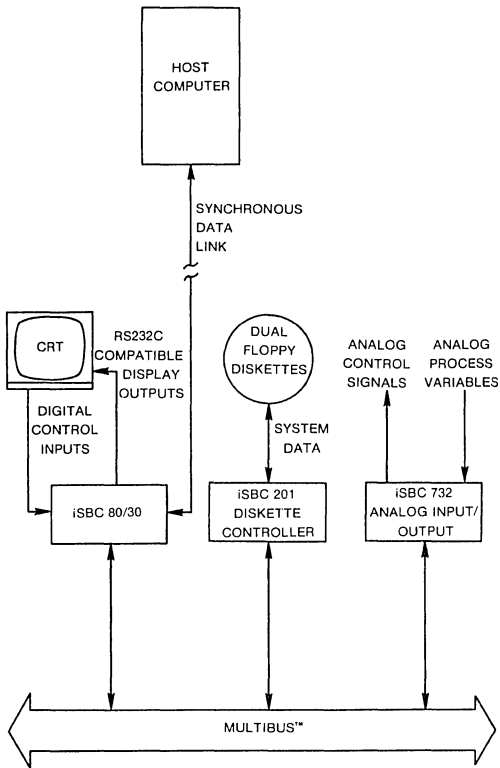 HOST
COMPUTER
SYNCHRONOUS
DATA
LINK
CRT
RS232C
COMPATIBLE
DISPLAY
OUTPUTS
DIGITAL
CONTROL
INPUTS
DUAL
FLOPPY
DISKETTES
SYSTEM
DATA
ANALOG
CONTROL
SIGNALS
ANALOG
PROCESS
VARIABLES
iSBC 80/30
iSBC 201
DISKETTE
CONTROLLER
iSBC 732
ANALOG INPUT/
OUTPUT
MULTIBUS™